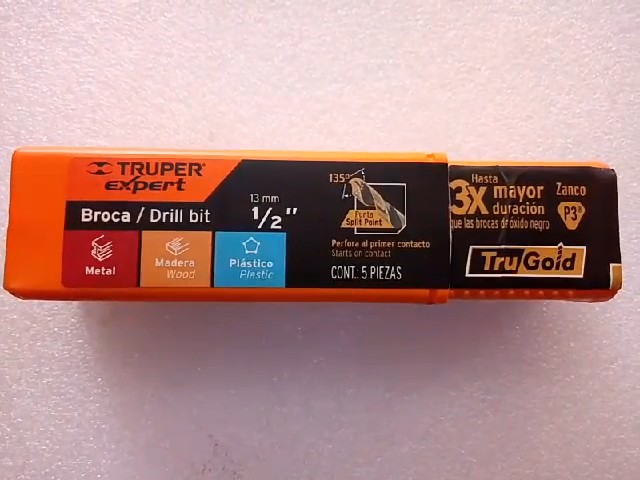 TRUPER®
expert
Broca / Drill bit
13 mm
1/2"
Metal
Madera
Wood
Plástico
Plastic
135°
Punto
Split Point
Perfora al primer contacto
Starts on contact
CONT.: 5 PIEZAS
Hasta
3X mayor
duración
que las brocas de óxido negro
Zanco
P3®
TruGold